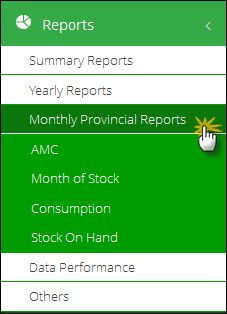 Reports
Summary Reports
Yearly Reports
Monthly Provincial Reports
AMC
Month of Stock
Consumption
Stock On Hand
Data Performance
Others